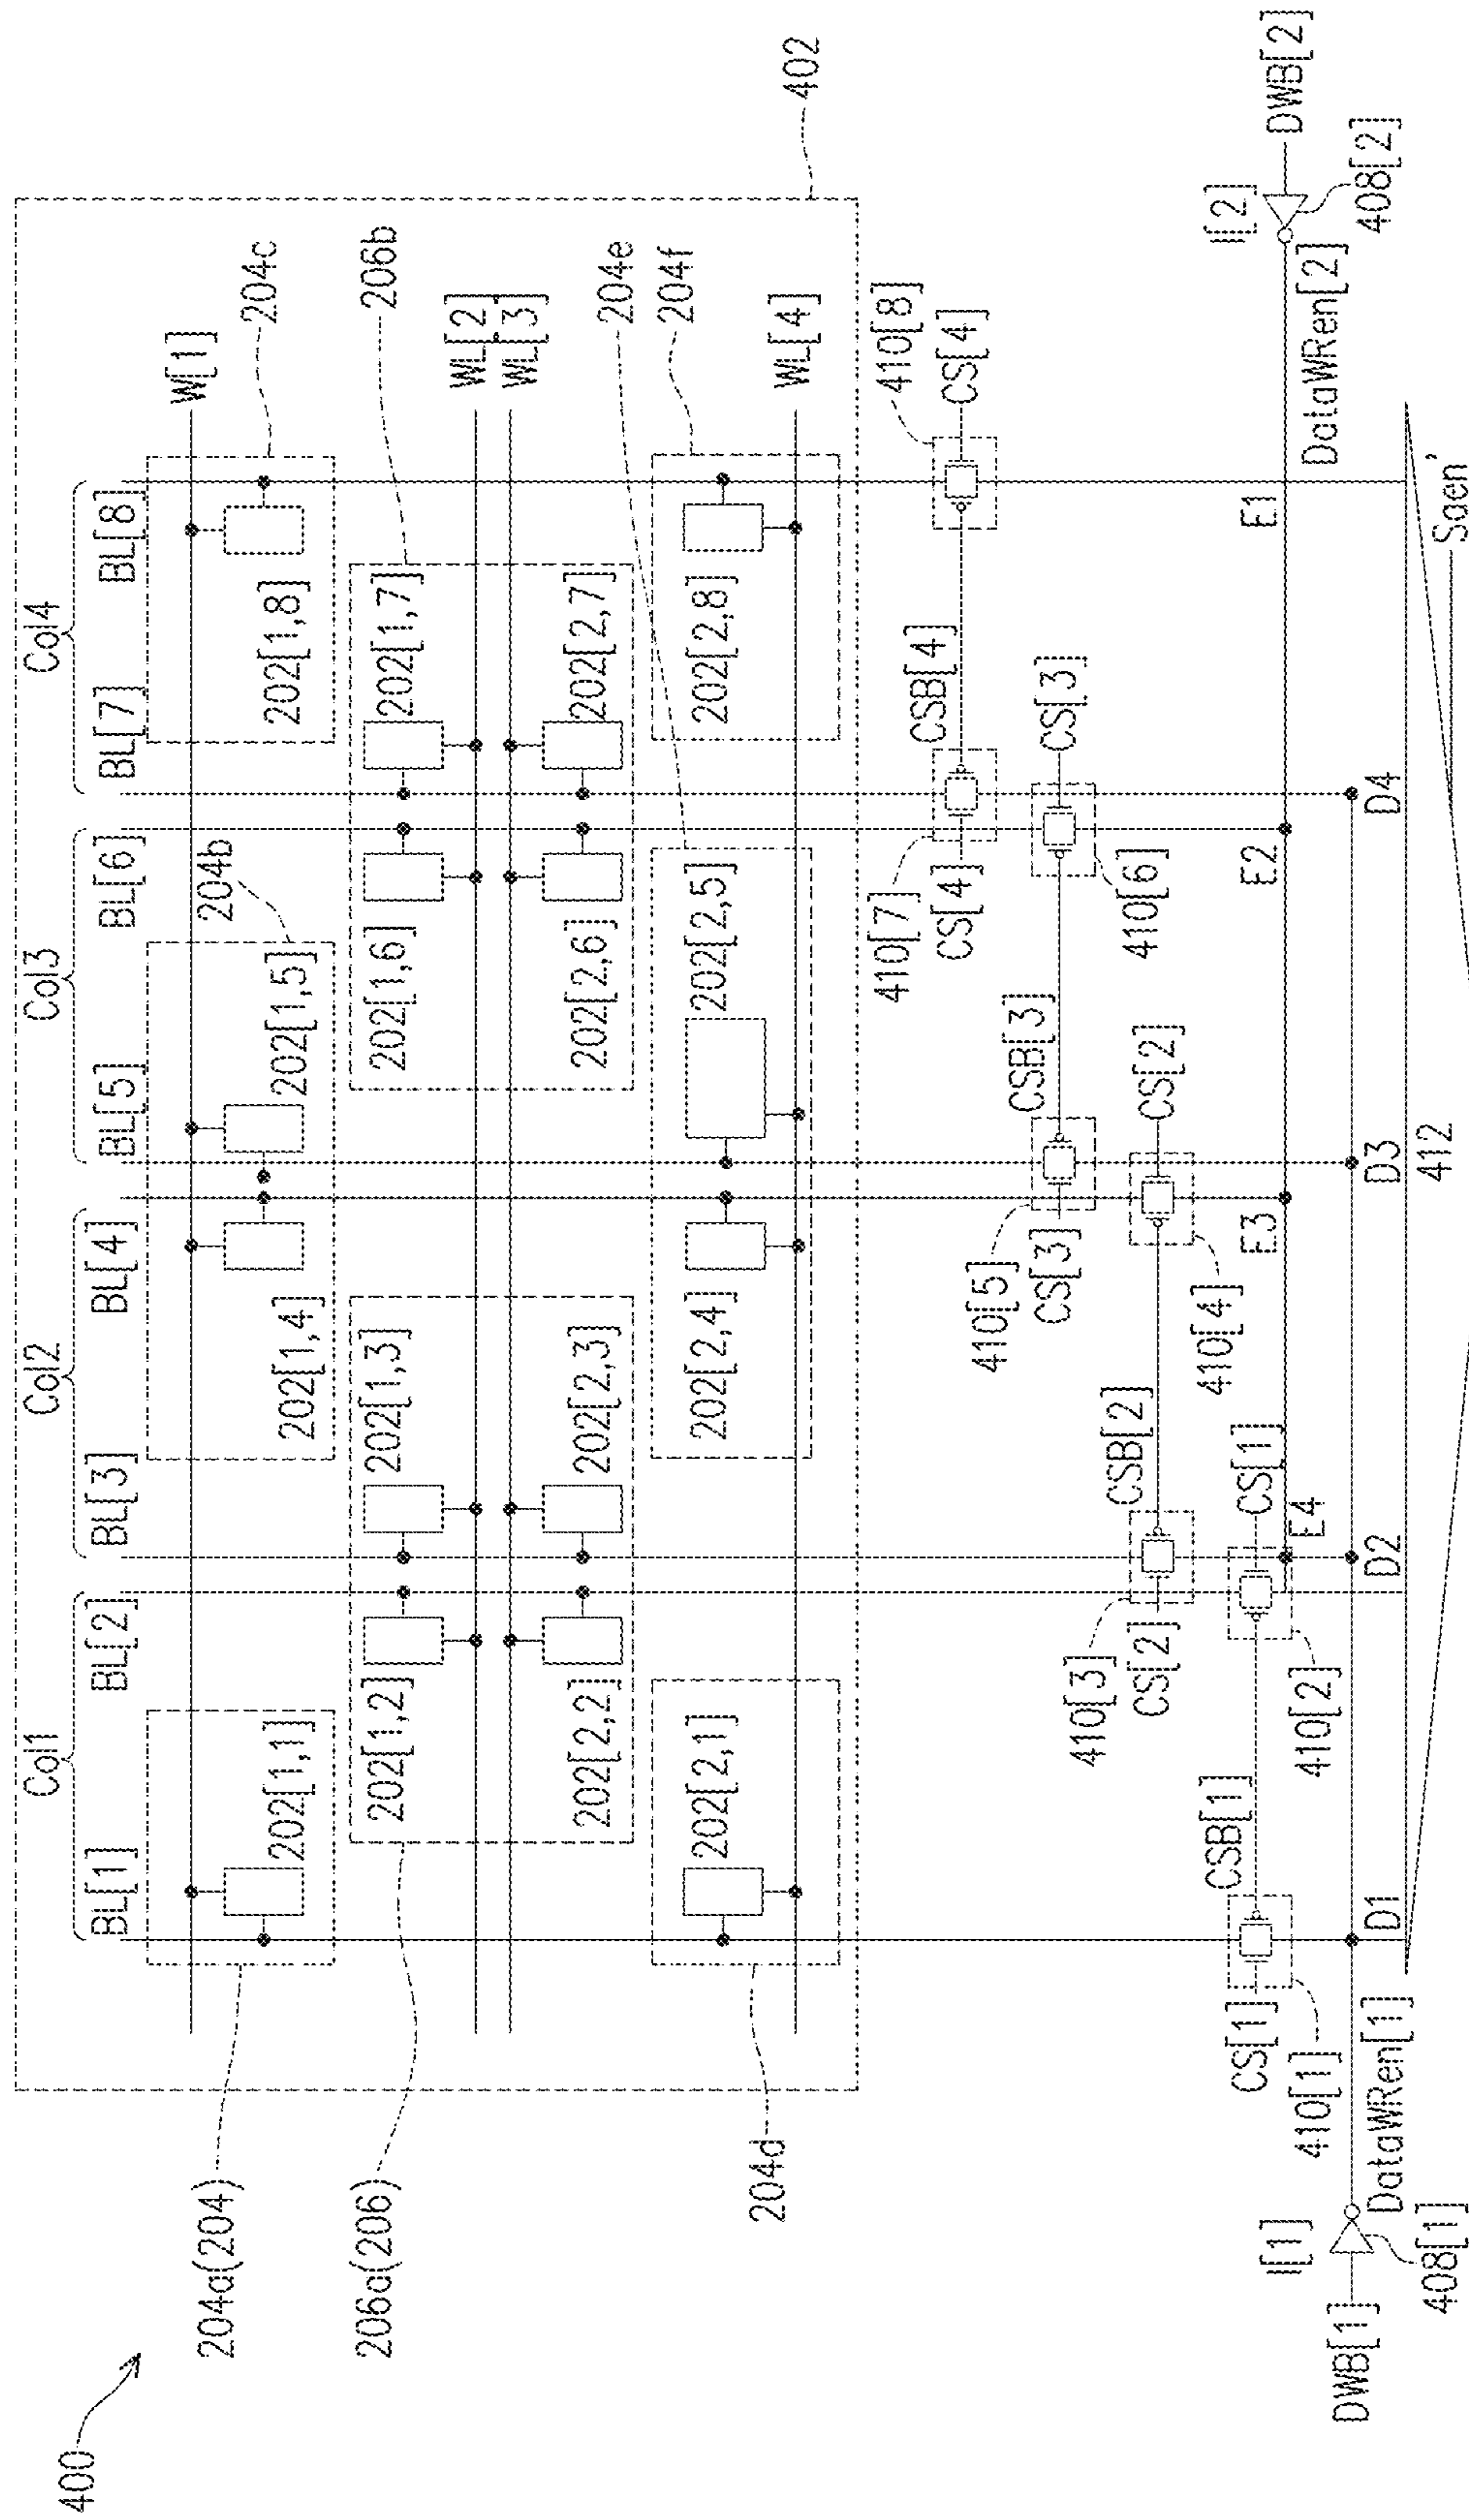 400
Col1
Col2
Col3
Col4
BL[1]
BL[2]
BL[3]
BL[4]
BL[5]
BL[6]
BL[7]
BL[8]
204a(204)
202[1,1]
202[1,4]
202[1,5]
204b
202[1,8]
W[1]
204c
206a(206)
202[1,2]
202[1,3]
202[1,6]
202[1,7]
206b
WL[2]
WL[3]
202[2,2]
202[2,3]
202[2,6]
202[2,7]
204e
204d
202[2,1]
202[2,4]
202[2,5]
202[2,8]
204f
WL[4]
402
410[7]
CS[4]
CSB[4]
410[8]
CS[4]
410[5]
CS[3]
CSB[3]
CS[3]
410[6]
410[3]
CS[2]
CSB[2]
CS[2]
410[4]
CS[1]
410[1]
CSB[1]
CS[1]
410[2]
E4
E3
E2
E1
I[2]
DWB[2]
DataWRen[2]
408[2]
I[1]
DWB[1]
408[1]
DataWRen[1]
D1
D2
D3
D4
412
Saen'